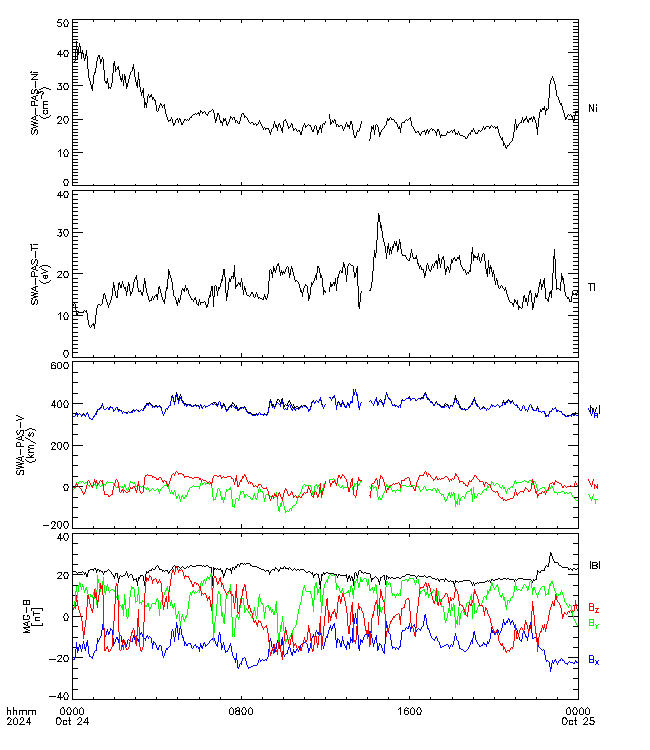 50
40
30
20
10
0
SWA-PAS-Ni
(cm⁻³)
Ni
40
30
20
10
0
SWA-PAS-Ti
(eV)
Ti
600
400
200
0
-200
SWA-PAS-V
(km/s)
|V|
V_R
V_N
V_T
40
20
0
-20
-40
MAG-B
[nT]
|B|
B_Z
B_Y
B_X
hhmm 0000 0800 1600 0000
2024 Oct 24 Oct 25